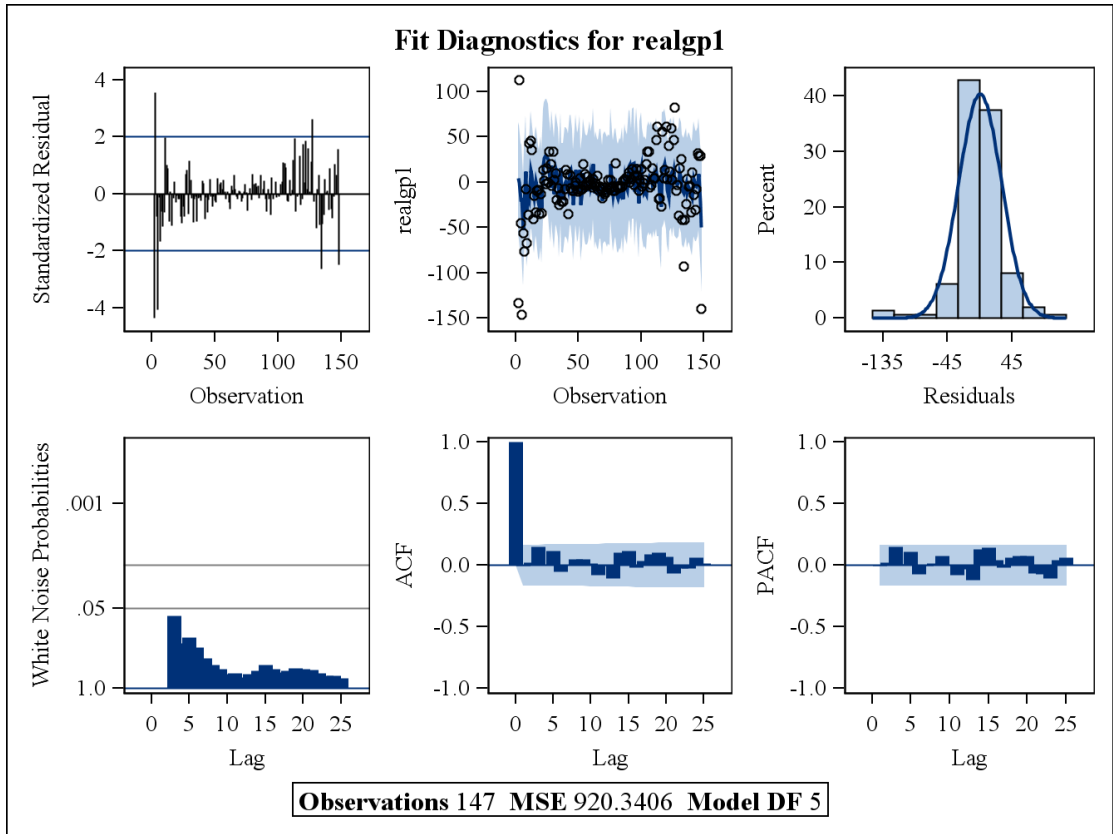 Fit Diagnostics for realgp1
Standardized Residual
4
2
0
-2
-4
0 50 100 150
Observation
realgp1
100
50
0
-50
-100
-150
0 50 100 150
Observation
Percent
40
30
20
10
0
-135 -45 45
Residuals
White Noise Probabilities
.001
.05
1.0
0 5 10 15 20 25
Lag
ACF
1.0
0.5
0.0
-0.5
-1.0
0 5 10 15 20 25
Lag
PACF
1.0
0.5
0.0
-0.5
-1.0
0 5 10 15 20 25
Lag
Observations 147 MSE 920.3406 Model DF 5